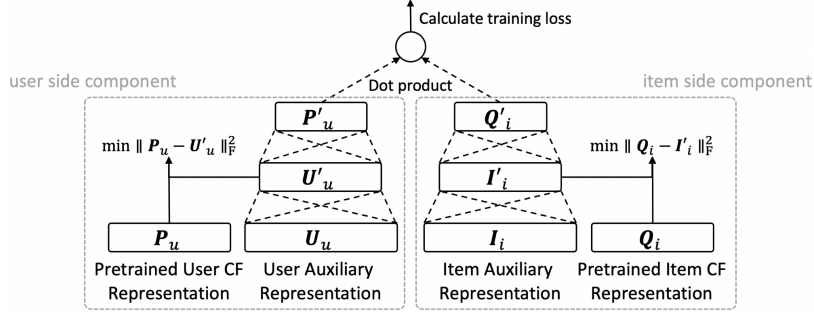 Calculate training loss
user side component
Dot product
item side component
P'u
Q'i
min ‖ Pu − U'u ‖²F
min ‖ Qi − I'i ‖²F
U'u
I'i
Pu
Uu
Ii
Qi
Pretrained User CF
Representation
User Auxiliary
Representation
Item Auxiliary
Representation
Pretrained Item CF
Representation